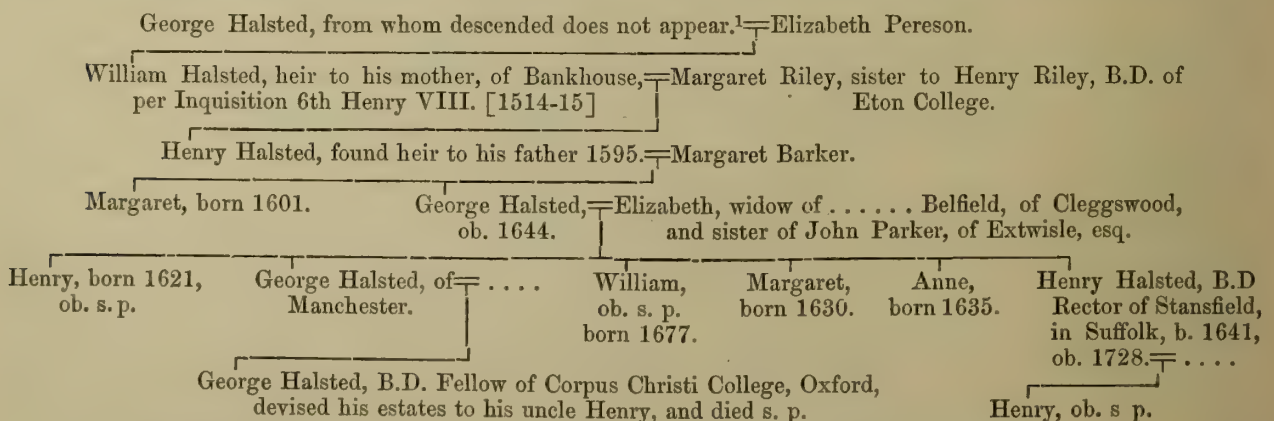 George Halsted, from whom descended does not appear.¹=Elizabeth Pereson.
William Halsted, heir to his mother, of Bankhouse,=Margaret Riley, sister to Henry Riley, B.D. of
per Inquisition 6th Henry VIII. [1514-15] Eton College.
Henry Halsted, found heir to his father 1595.=Margaret Barker.
Margaret, born 1601. George Halsted,=Elizabeth, widow of ...... Belfield, of Cleggswood,
ob. 1644. and sister of John Parker, of Extwisle, esq.
Henry, born 1621, George Halsted, of= .... William, Margaret, Anne, Henry Halsted, B.D
ob. s. p. Manchester. ob. s. p. born 1630. born 1635. Rector of Stansfield,
born 1677. in Suffolk, b. 1641,
ob. 1728.= ....
George Halsted, B.D. Fellow of Corpus Christi College, Oxford,
devised his estates to his uncle Henry, and died s. p. Henry, ob. s p.